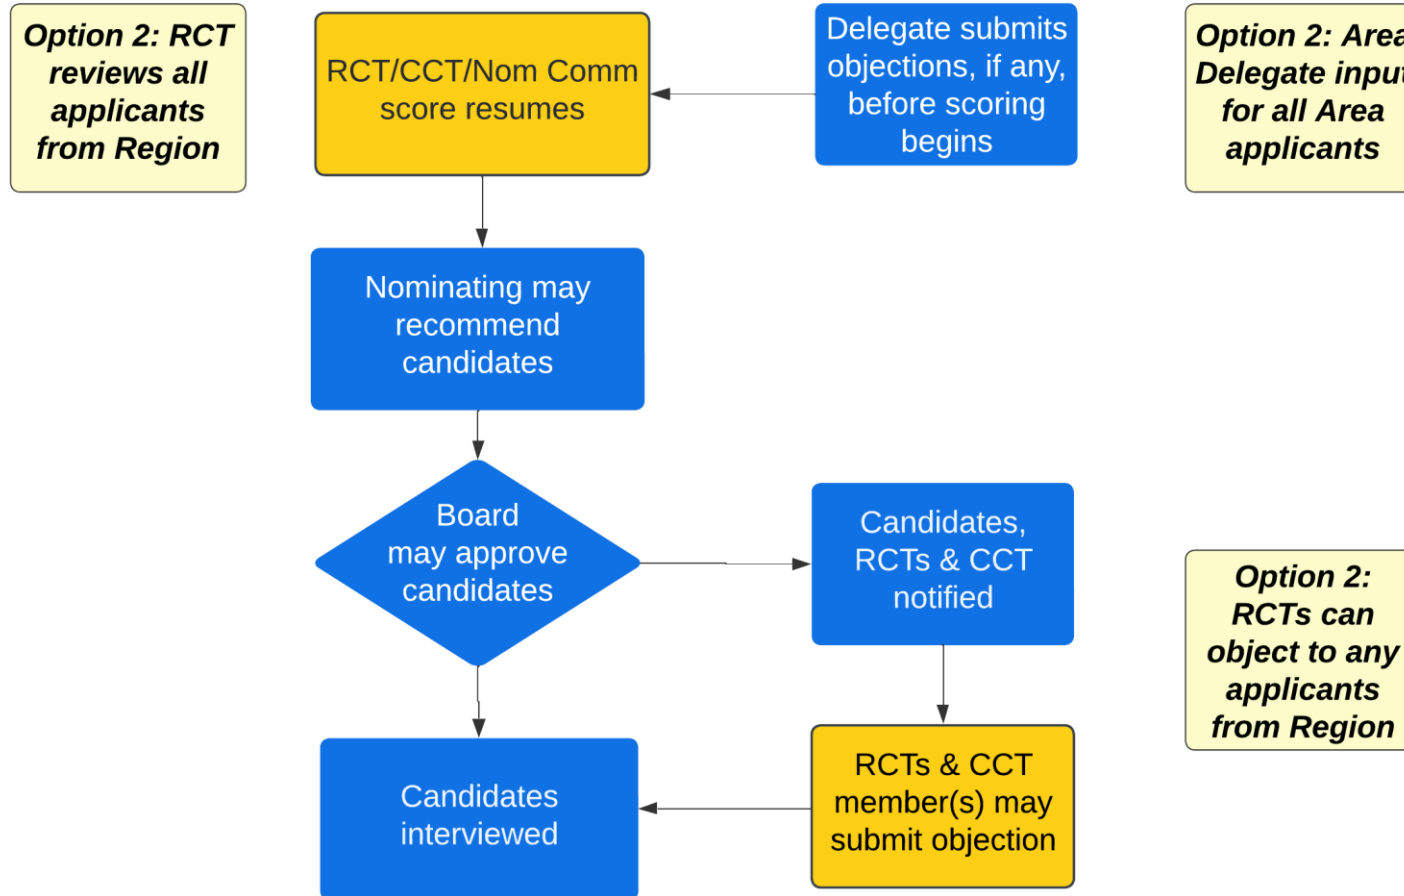 Option 2: RCT
reviews all
applicants
from Region
RCT/CCT/Nom Comm
score resumes
Delegate submits
objections, if any,
before scoring
begins
Option 2: Area
Delegate input
for all Area
applicants
Nominating may
recommend
candidates
Board
may approve
candidates
Candidates,
RCTs & CCT
notified
Option 2:
RCTs can
object to any
applicants
from Region
Candidates
interviewed
RCTs & CCT
member(s) may
submit objection